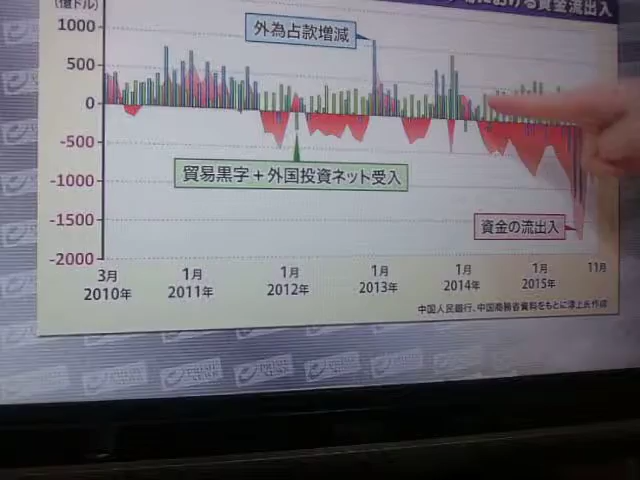 における資金流出入
(億ドル)
1000
外為占款増減
500
0
-500
貿易黒字+外国投資ネット受入
-1000
-1500
資金の流出入
-2000
3月 1月 1月 1月 1月 1月 11月
2010年 2011年 2012年 2013年 2014年 2015年
中国人民銀行、中国商務省資料をもとに津上氏作成